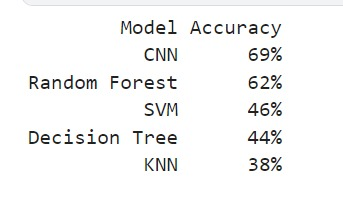 Model Accuracy
CNN 69%
Random Forest 62%
SVM 46%
Decision Tree 44%
KNN 38%